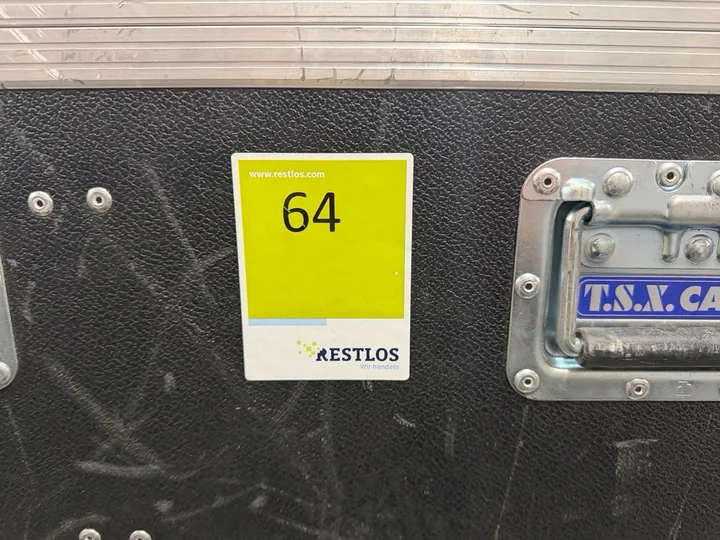 www.restlos.com
64
RESTLOS
Wir handeln
T.S.X. CA